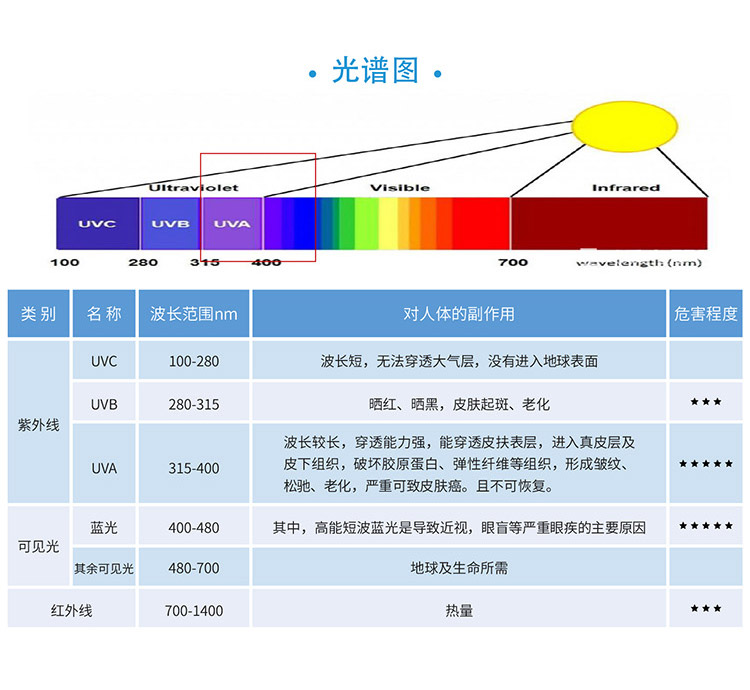 光谱图
Ultraviolet Visible Infrared
UVC UVB UVA
100 280 315 400 700 wavelength (nm)
类别 名称 波长范围nm 对人体的副作用 危害程度
紫外线
UVC 100-280 波长短，无法穿透大气层，没有进入地球表面
UVB 280-315 晒红、晒黑，皮肤起斑、老化 ★★★
UVA 315-400
波长较长，穿透能力强，能穿透皮扶表层，进入真皮层及
皮下组织，破坏胶原蛋白、弹性纤维等组织，形成皱纹、
松驰、老化，严重可致皮肤癌。且不可恢复。
★★★★★
可见光
蓝光 400-480 其中，高能短波蓝光是导致近视，眼盲等严重眼疾的主要原因 ★★★★★
其余可见光 480-700 地球及生命所需
红外线 700-1400 热量 ★★★